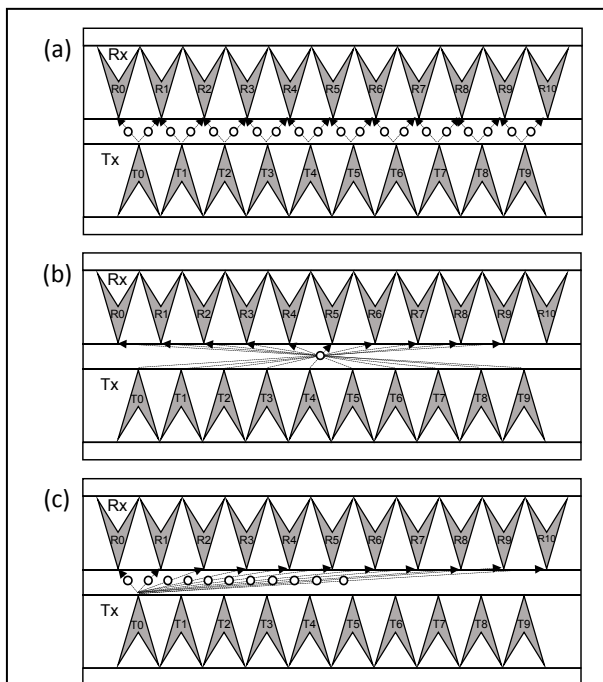 (a)
Rx
R0 R1 R2 R3 R4 R5 R6 R7 R8 R9 R10
Tx
T0 T1 T2 T3 T4 T5 T6 T7 T8 T9
(b)
Rx
R0 R1 R2 R3 R4 R5 R6 R7 R8 R9 R10
Tx
T0 T1 T2 T3 T4 T5 T6 T7 T8 T9
(c)
Rx
R0 R1 R2 R3 R4 R5 R6 R7 R8 R9 R10
Tx
T0 T1 T2 T3 T4 T5 T6 T7 T8 T9